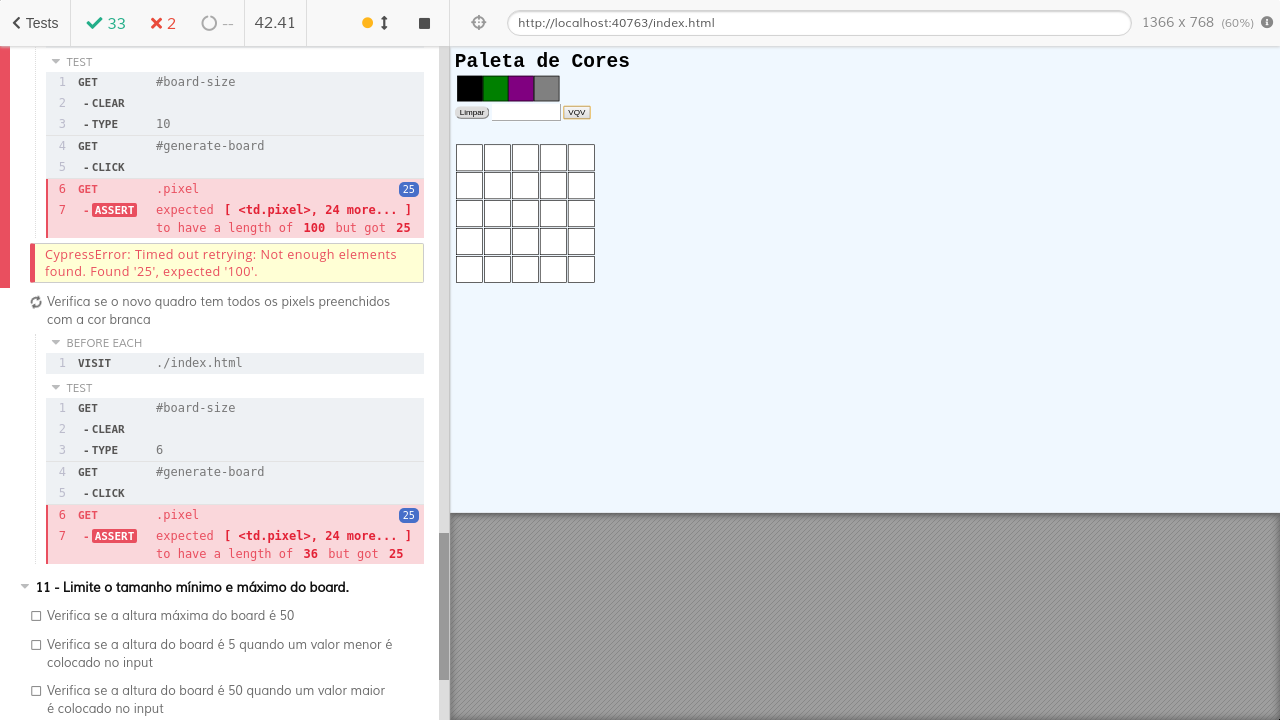 Tests
33
2
--
42.41
http://localhost:40763/index.html
1366 x 768 (60%)
TEST
1 GET #board-size
2 -CLEAR
3 -TYPE 10
4 GET #generate-board
5 -CLICK
6 GET .pixel 25
7 -ASSERT expected [ <td.pixel>, 24 more... ]
to have a length of 100 but got 25
CypressError: Timed out retrying: Not enough elements
found. Found '25', expected '100'.
Verifica se o novo quadro tem todos os pixels preenchidos
com a cor branca
BEFORE EACH
1 VISIT ./index.html
TEST
1 GET #board-size
2 -CLEAR
3 -TYPE 6
4 GET #generate-board
5 -CLICK
6 GET .pixel 25
7 -ASSERT expected [ <td.pixel>, 24 more... ]
to have a length of 36 but got 25
11 - Limite o tamanho mínimo e máximo do board.
Verifica se a altura máxima do board é 50
Verifica se a altura do board é 5 quando um valor menor é
colocado no input
Verifica se a altura do board é 50 quando um valor maior
é colocado no input
Paleta de Cores
Limpar
VQV